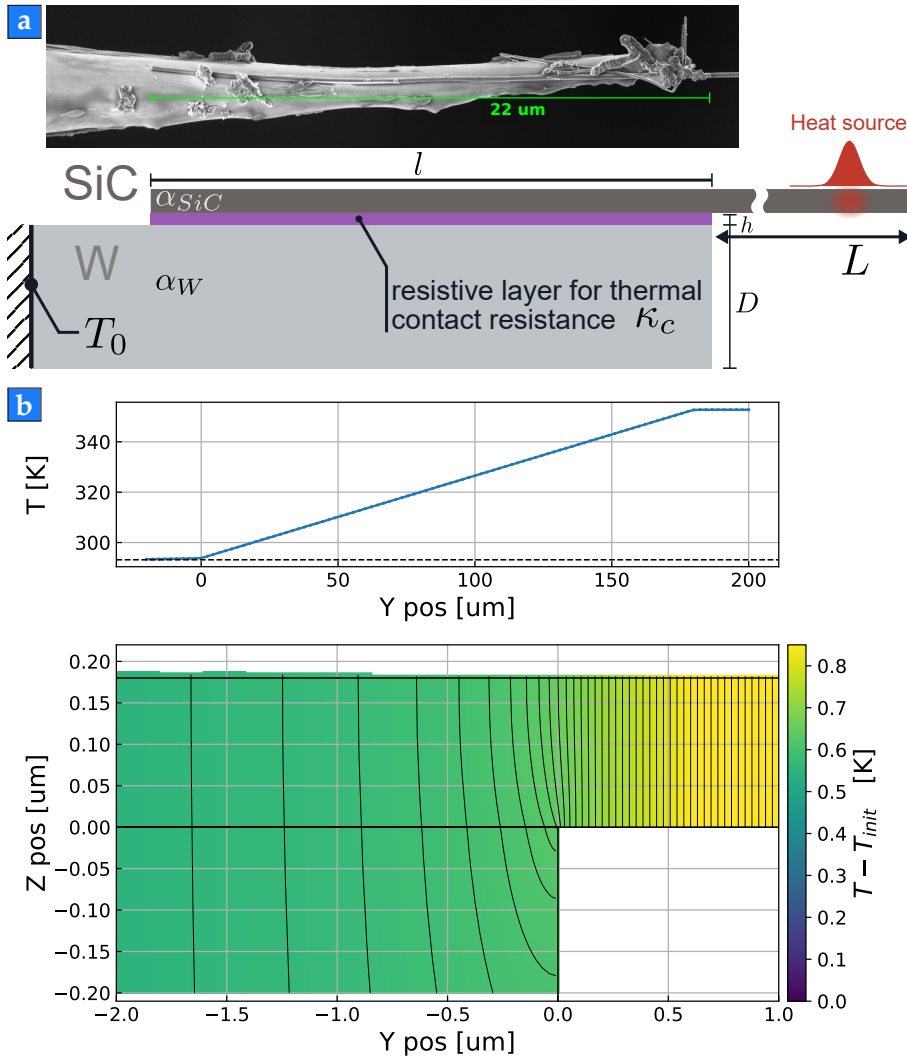 a
22 um
Heat source
l
SiC
α_SiC
h
W
α_W
L
resistive layer for thermal
contact resistance κ_c
D
T_0
b
T [K]
340
320
300
0
50
100
150
200
Y pos [um]
Z pos [um]
0.20
0.15
0.10
0.05
0.00
−0.05
−0.10
−0.15
−0.20
−2.0
−1.5
−1.0
−0.5
0.0
0.5
1.0
Y pos [um]
0.8
0.7
0.6
0.5
0.4
0.3
0.2
0.1
0.0
T − T_init [K]